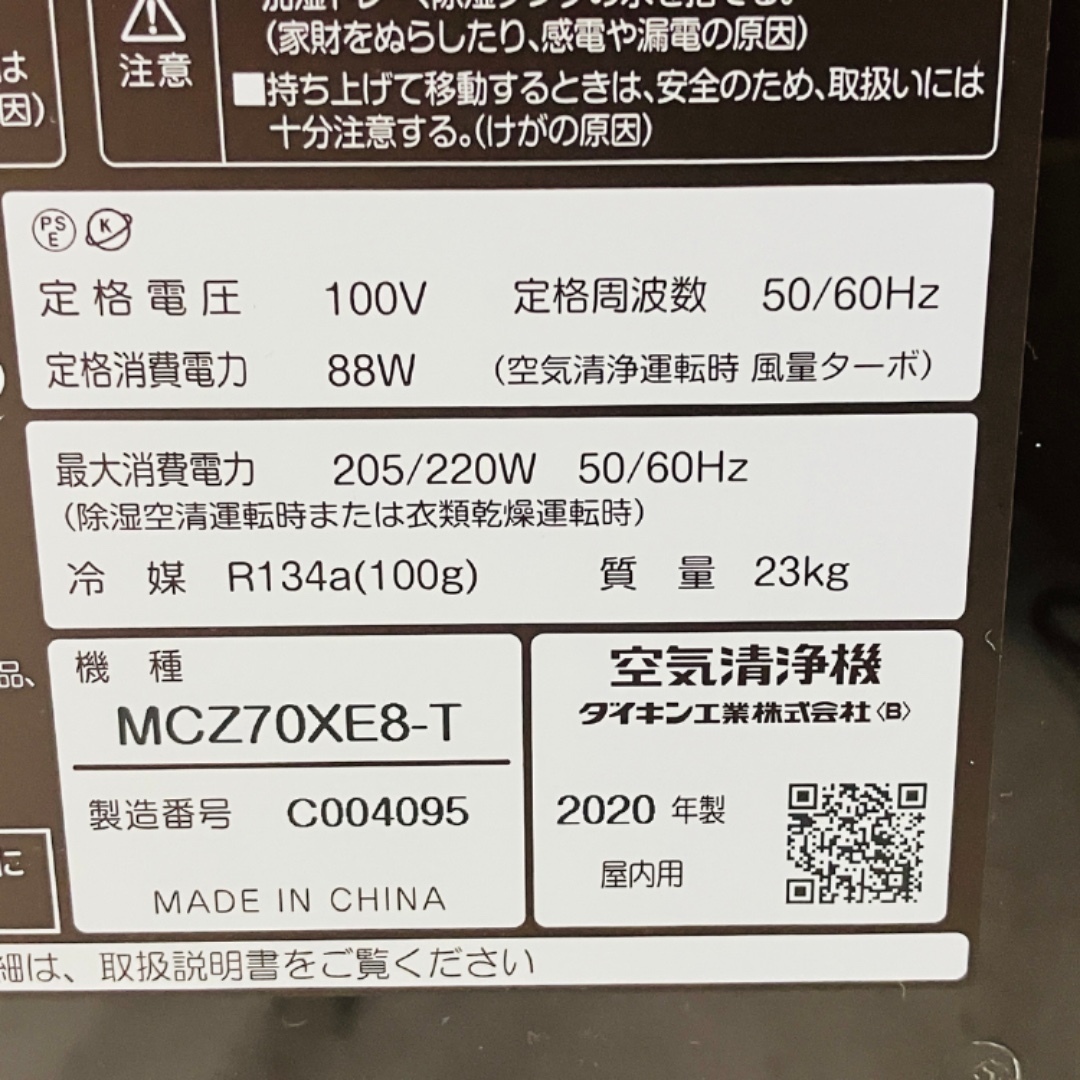 (家財をぬらしたり、感電や漏電の原因)
注意
■持ち上げて移動するときは、安全のため、取扱いには
十分注意する。(けがの原因)
は
因)
PS
E
K
定格電圧 100V 定格周波数 50/60Hz
定格消費電力 88W (空気清浄運転時 風量ターボ)
最大消費電力 205/220W 50/60Hz
(除湿空清運転時または衣類乾燥運転時)
冷媒 R134a(100g) 質量 23kg
品、
機種
MCZ70XE8-T
製造番号 C004095
MADE IN CHINA
空気清浄機
ダイキン工業株式会社〈B〉
2020 年製
屋内用
に
細は、取扱説明書をご覧ください